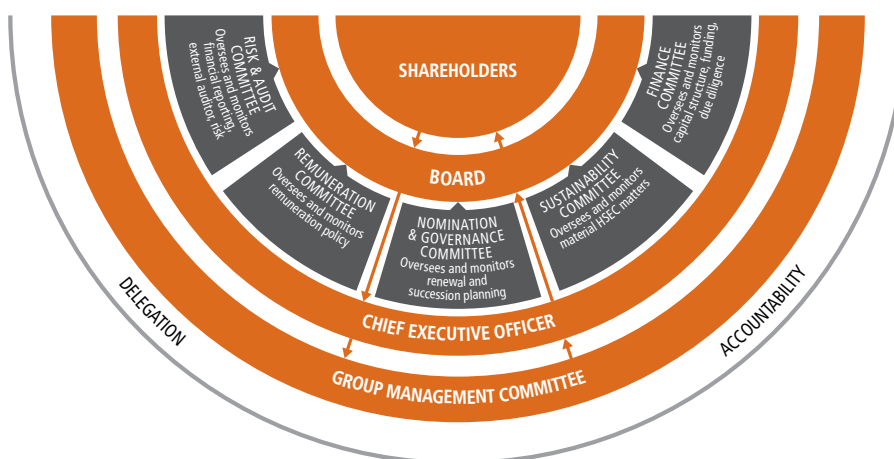 SHAREHOLDERS
BOARD
RISK & AUDIT
COMMITTEE
Oversees and monitors
financial reporting,
external auditor, risk
REMUNERATION
COMMITTEE
Oversees and monitors
remuneration policy
NOMINATION
& GOVERNANCE
COMMITTEE
Oversees and monitors
renewal and
succession planning
SUSTAINABILITY
COMMITTEE
Oversees and monitors
material HSEC matters
FINANCE
COMMITTEE
Oversees and monitors
capital structure, funding,
due diligence
CHIEF EXECUTIVE OFFICER
GROUP MANAGEMENT COMMITTEE
DELEGATION
ACCOUNTABILITY